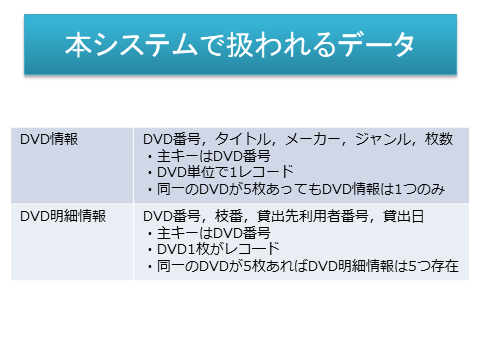 本システムで扱われるデータ
DVD情報
DVD番号，タイトル，メーカー，ジャンル，枚数
・主キーはDVD番号
・DVD単位で1レコード
・同一のDVDが5枚あってもDVD情報は1つのみ
DVD明細情報
DVD番号，枝番，貸出先利用者番号，貸出日
・主キーはDVD番号
・DVD1枚がレコード
・同一のDVDが5枚あればDVD明細情報は5つ存在